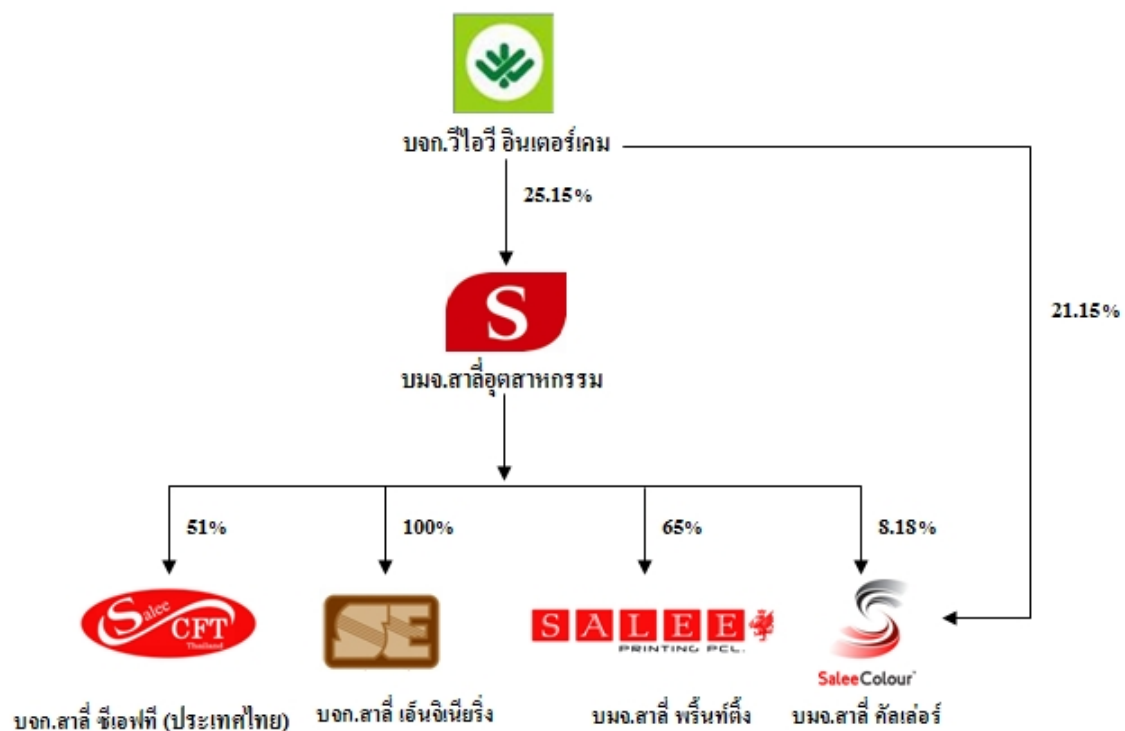 บจก.วีไอวี อินเตอร์เคม
25.15%
21.15%
S
บมจ.สาลี่อุตสาหกรรม
51%
100%
65%
8.18%
Salee
CFT
Thailand
SE
SALEE
PRINTING PCL.
SaleeColour
บจก.สาลี่ ซีเอฟที (ประเทศไทย)
บจก.สาลี่ เอ็นจิเนียริ่ง
บมจ.สาลี่ พริ้นท์ติ้ง
บมจ.สาลี่ คัลเล่อร์